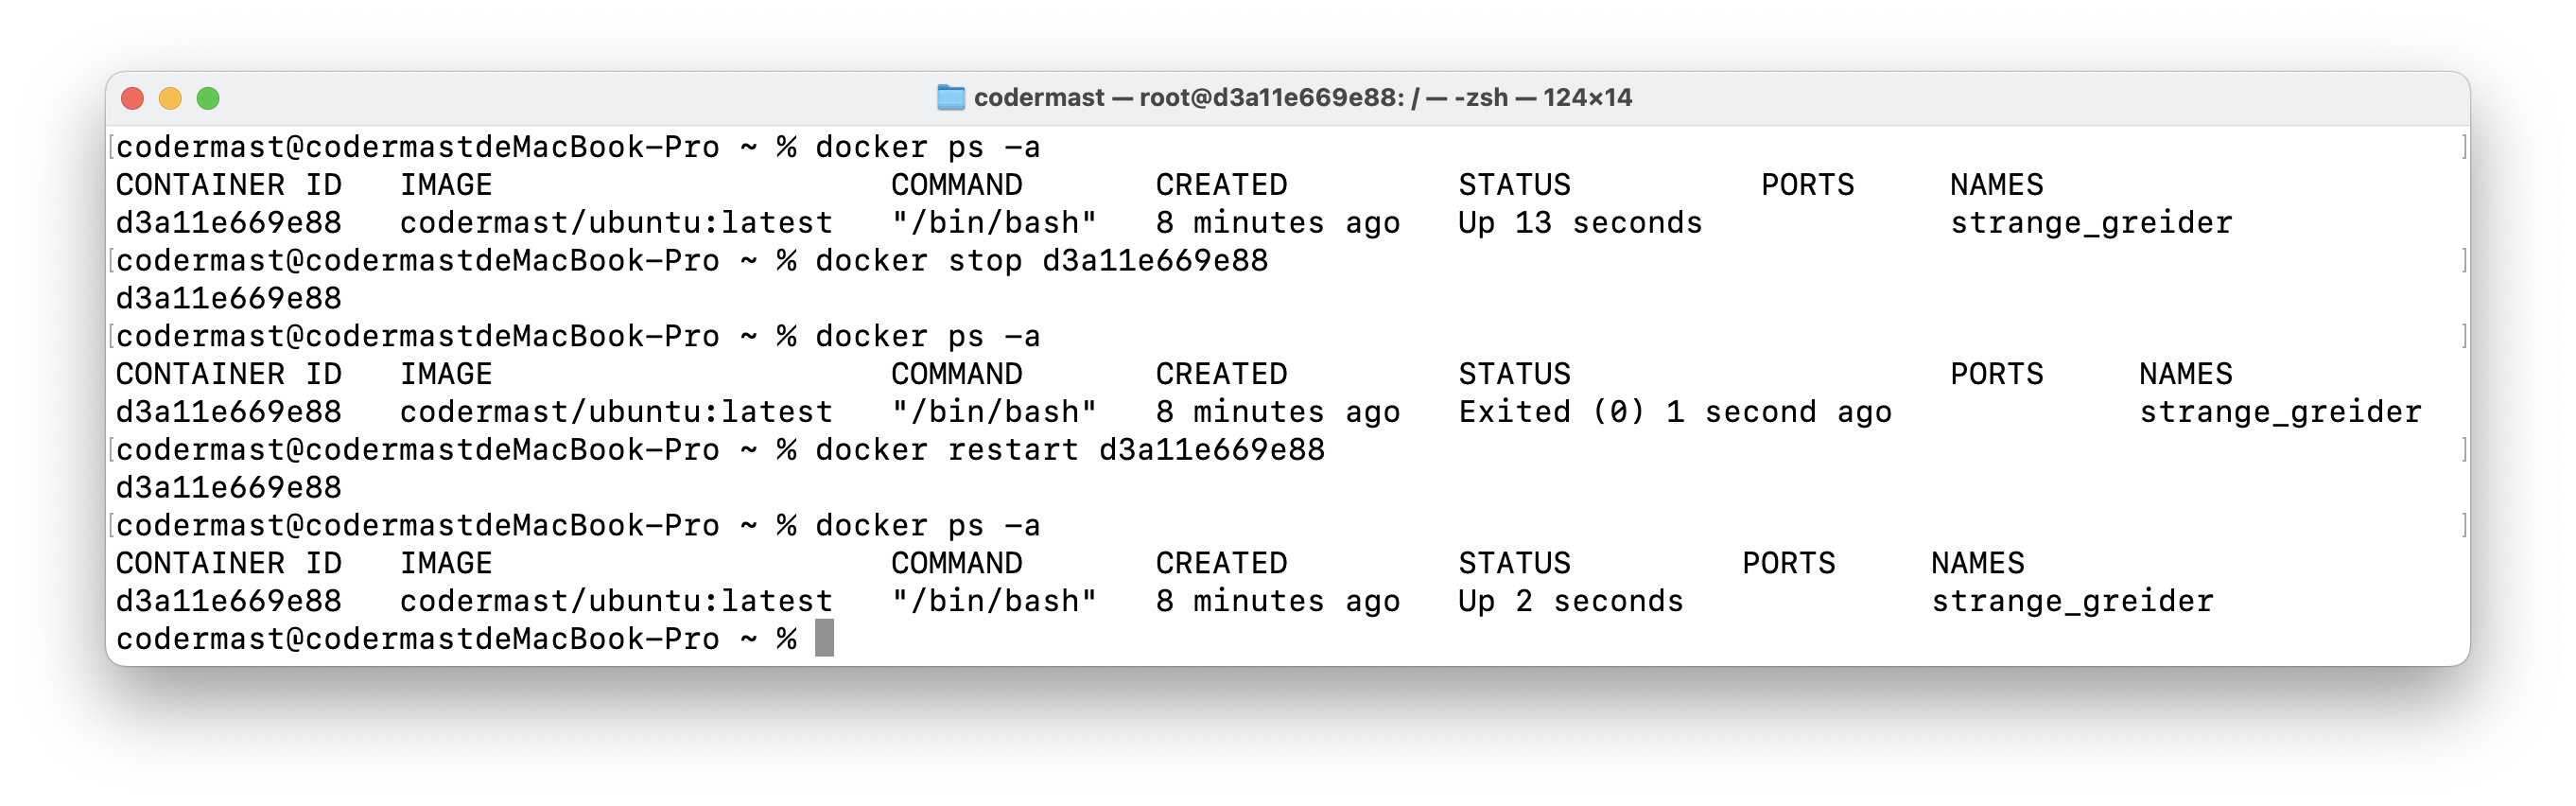 codermast — root@d3a11e669e88: / — -zsh — 124×14
[codermast@codermastdeMacBook-Pro ~ % docker ps -a ]
CONTAINER ID   IMAGE                     COMMAND       CREATED         STATUS          PORTS     NAMES
d3a11e669e88   codermast/ubuntu:latest   "/bin/bash"   8 minutes ago   Up 13 seconds             strange_greider
[codermast@codermastdeMacBook-Pro ~ % docker stop d3a11e669e88 ]
d3a11e669e88
[codermast@codermastdeMacBook-Pro ~ % docker ps -a ]
CONTAINER ID   IMAGE                     COMMAND       CREATED         STATUS                    PORTS     NAMES
d3a11e669e88   codermast/ubuntu:latest   "/bin/bash"   8 minutes ago   Exited (0) 1 second ago             strange_greider
[codermast@codermastdeMacBook-Pro ~ % docker restart d3a11e669e88 ]
d3a11e669e88
[codermast@codermastdeMacBook-Pro ~ % docker ps -a ]
CONTAINER ID   IMAGE                     COMMAND       CREATED         STATUS         PORTS     NAMES
d3a11e669e88   codermast/ubuntu:latest   "/bin/bash"   8 minutes ago   Up 2 seconds             strange_greider
codermast@codermastdeMacBook-Pro ~ %